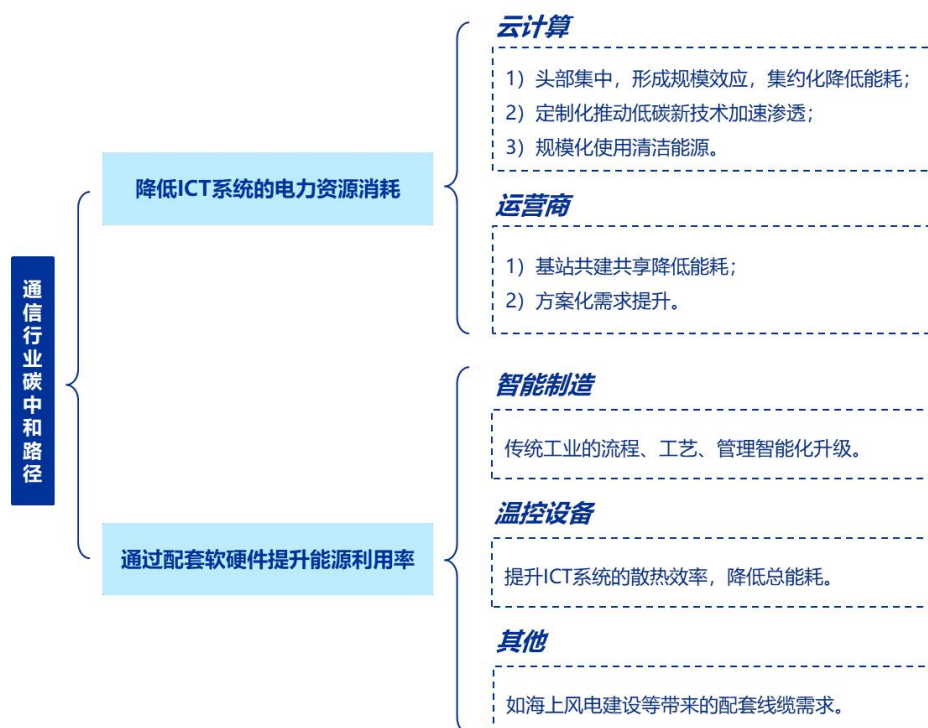 通信行业碳中和路径
降低ICT系统的电力资源消耗
云计算
1）头部集中，形成规模效应，集约化降低能耗；
2）定制化推动低碳新技术加速渗透；
3）规模化使用清洁能源。
运营商
1）基站共建共享降低能耗；
2）方案化需求提升。
通过配套软硬件提升能源利用率
智能制造
传统工业的流程、工艺、管理智能化升级。
温控设备
提升ICT系统的散热效率，降低总能耗。
其他
如海上风电建设等带来的配套线缆需求。